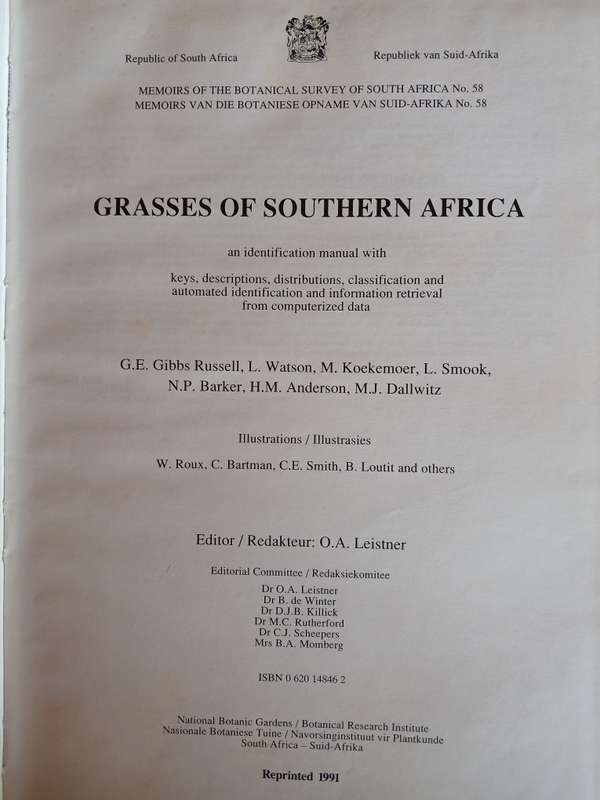 Republic of South Africa
Republiek van Suid-Afrika
MEMOIRS OF THE BOTANICAL SURVEY OF SOUTH AFRICA No. 58
MEMOIRS VAN DIE BOTANIESE OPNAME VAN SUID-AFRIKA No. 58
GRASSES OF SOUTHERN AFRICA
an identification manual with
keys, descriptions, distributions, classification and
automated identification and information retrieval
from computerized data
G.E. Gibbs Russell, L. Watson, M. Koekemoer, L. Smook,
N.P. Barker, H.M. Anderson, M.J. Dallwitz
Illustrations / Illustrasies
W. Roux, C. Bartman, C.E. Smith, B. Loutit and others
Editor / Redakteur: O.A. Leistner
Editorial Committee / Redaksiekomitee
Dr O.A. Leistner
Dr B. de Winter
Dr D.J.B. Killick
Dr M.C. Rutherford
Dr C.J. Scheepers
Mrs B.A. Momberg
ISBN 0 620 14846 2
National Botanic Gardens / Botanical Research Institute
Nasionale Botaniese Tuine / Navorsinginstituut vir Plantkunde
South Africa – Suid-Afrika
Reprinted 1991